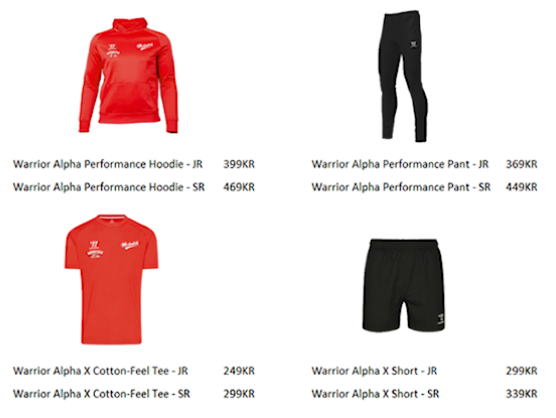 Warrior Alpha Performance Hoodie - JR 399KR
Warrior Alpha Performance Hoodie - SR 469KR
Warrior Alpha Performance Pant - JR 369KR
Warrior Alpha Performance Pant - SR 449KR
Warrior Alpha X Cotton-Feel Tee - JR 249KR
Warrior Alpha X Cotton-Feel Tee - SR 299KR
Warrior Alpha X Short - JR 299KR
Warrior Alpha X Short - SR 339KR